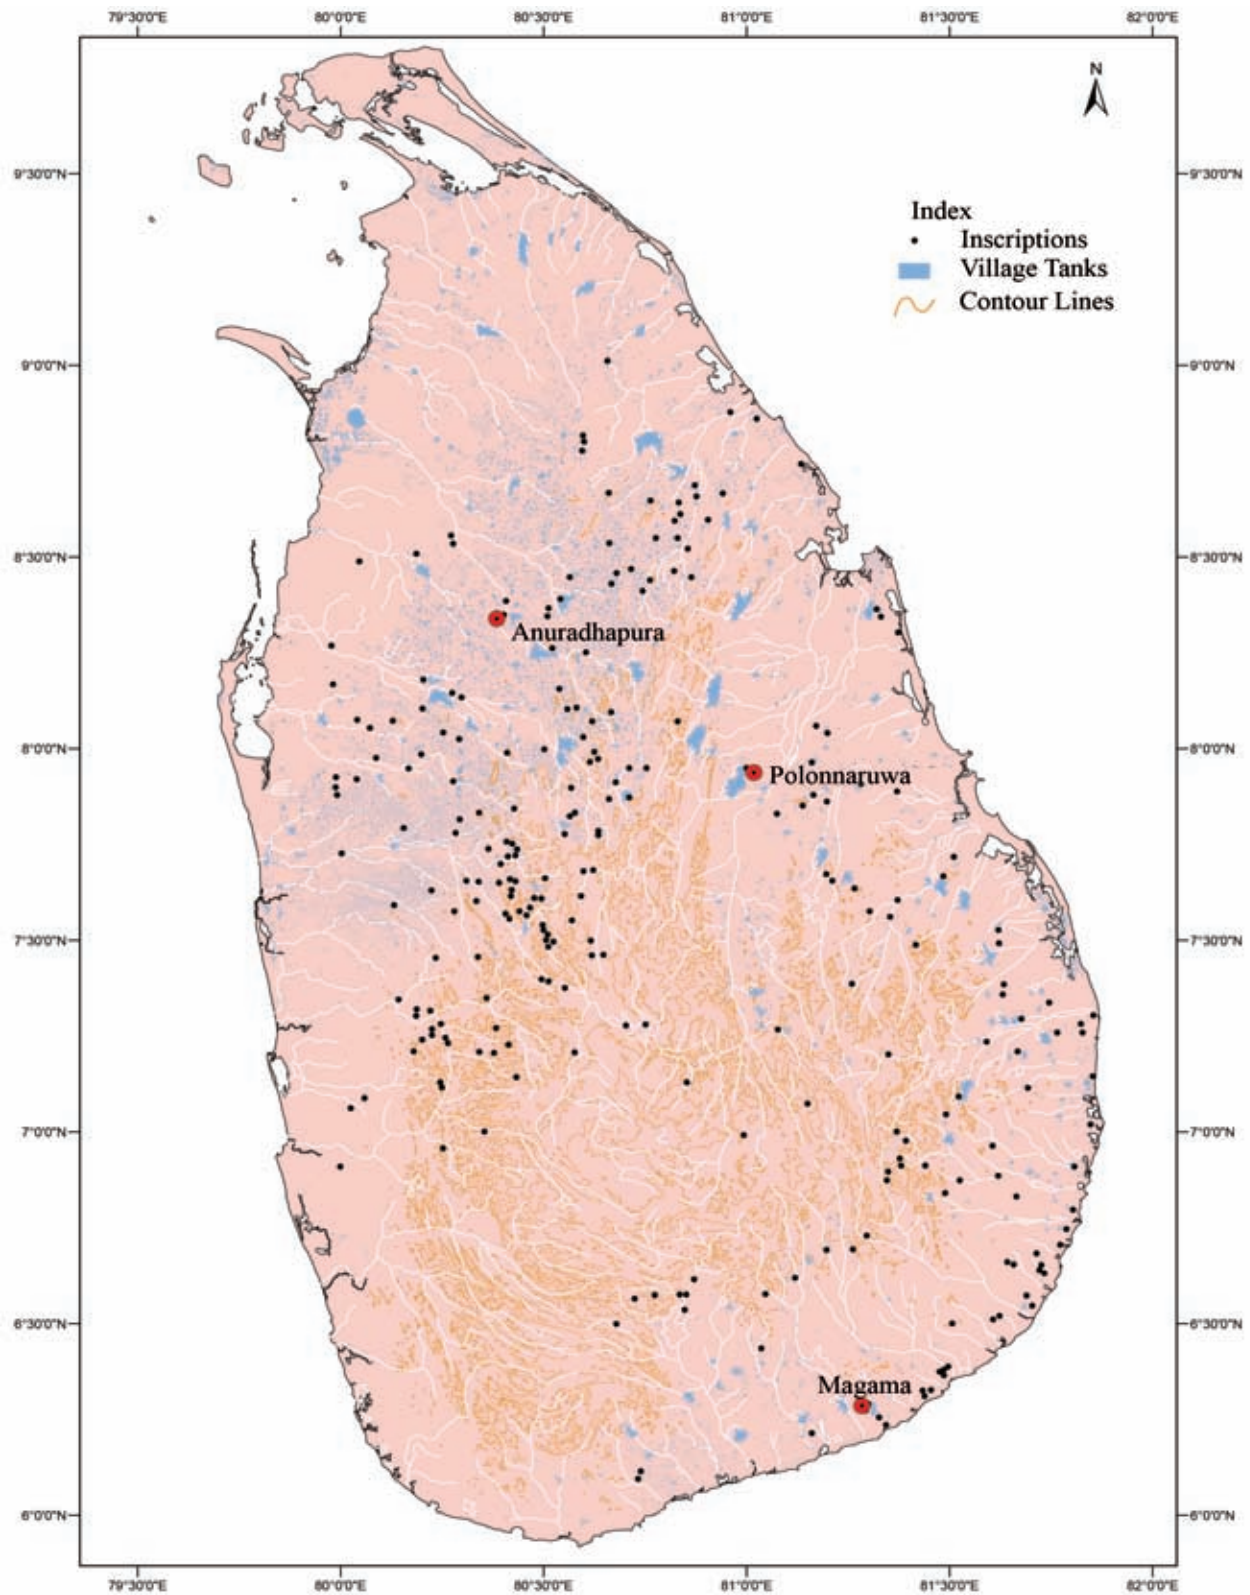 79°30'0"E 80°0'0"E 80°30'0"E 81°0'0"E 81°30'0"E 82°0'0"E
N
9°30'0"N 9°30'0"N
Index
Inscriptions
Village Tanks
Contour Lines
9°0'0"N 9°0'0"N
8°30'0"N 8°30'0"N
Anuradhapura
8°0'0"N 8°0'0"N
Polonnaruwa
7°30'0"N 7°30'0"N
7°0'0"N 7°0'0"N
6°30'0"N 6°30'0"N
Magama
6°0'0"N 6°0'0"N
79°30'0"E 80°0'0"E 80°30'0"E 81°0'0"E 81°30'0"E 82°0'0"E